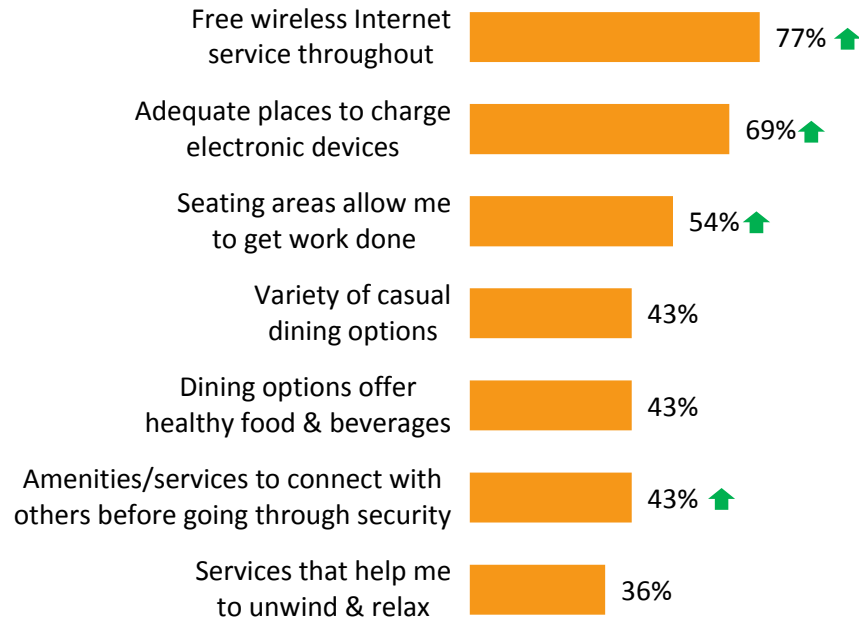 Free wireless Internet
service throughout
77%
Adequate places to charge
electronic devices
69%
Seating areas allow me
to get work done
54%
Variety of casual
dining options
43%
Dining options offer
healthy food & beverages
43%
Amenities/services to connect with
others before going through security
43%
Services that help me
to unwind & relax
36%